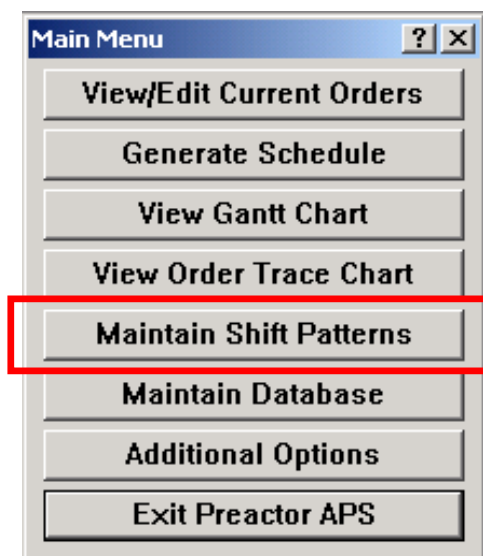 Main Menu
View/Edit Current Orders
Generate Schedule
View Gantt Chart
View Order Trace Chart
Maintain Shift Patterns
Maintain Database
Additional Options
Exit Preactor APS